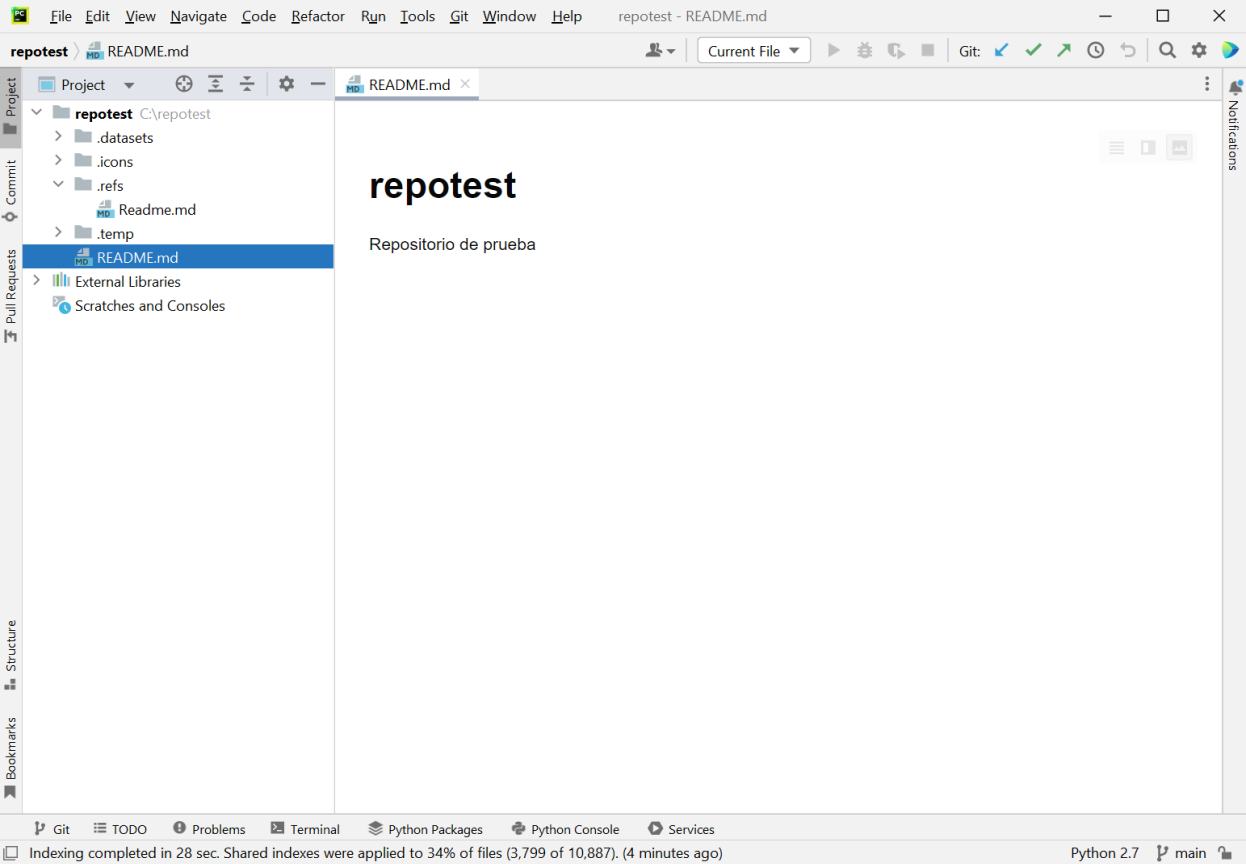 PC File Edit View Navigate Code Refactor Run Tools Git Window Help repotest - README.md
repotest README.md Current File Git:
Project README.md
Project
repotest C:\repotest
.datasets
.icons
.refs
MD Readme.md
.temp
MD README.md
External Libraries
Scratches and Consoles
Commit
Pull Requests
Structure
Bookmarks
repotest
Repositorio de prueba
Notifications
Git TODO Problems Terminal Python Packages Python Console Services
Indexing completed in 28 sec. Shared indexes were applied to 34% of files (3,799 of 10,887). (4 minutes ago) Python 2.7 main